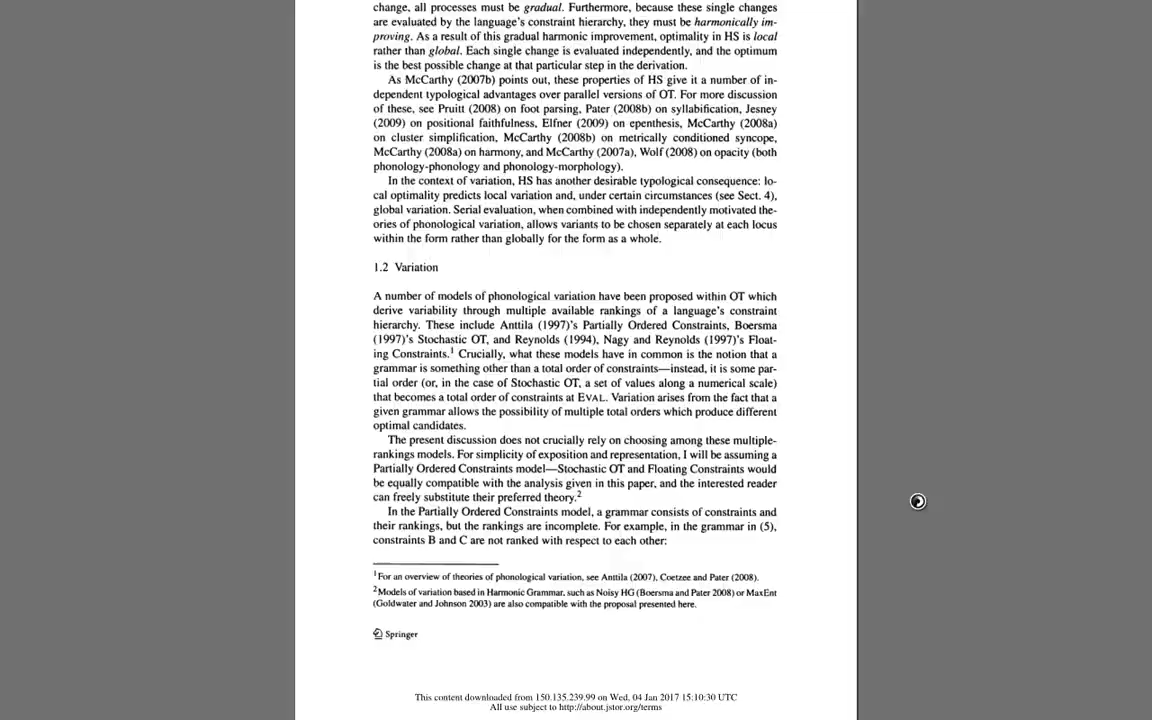 change, all processes must be gradual. Furthermore, because these single changes
are evaluated by the language's constraint hierarchy, they must be harmonically im-
proving. As a result of this gradual harmonic improvement, optimality in HS is local
rather than global. Each single change is evaluated independently, and the optimum
is the best possible change at that particular step in the derivation.
As McCarthy (2007b) points out, these properties of HS give it a number of in-
dependent typological advantages over parallel versions of OT. For more discussion
of these, see Pruitt (2008) on foot parsing, Pater (2008b) on syllabification, Jesney
(2009) on positional faithfulness, Elfner (2009) on epenthesis, McCarthy (2008a)
on cluster simplification, McCarthy (2008b) on metrically conditioned syncope,
McCarthy (2008a) on harmony, and McCarthy (2007a), Wolf (2008) on opacity (both
phonology-phonology and phonology-morphology).
In the context of variation, HS has another desirable typological consequence: lo-
cal optimality predicts local variation and, under certain circumstances (see Sect. 4),
global variation. Serial evaluation, when combined with independently motivated the-
ories of phonological variation, allows variants to be chosen separately at each locus
within the form rather than globally for the form as a whole.
1.2 Variation
A number of models of phonological variation have been proposed within OT which
derive variability through multiple available rankings of a language's constraint
hierarchy. These include Anttila (1997)'s Partially Ordered Constraints, Boersma
(1997)'s Stochastic OT, and Reynolds (1994), Nagy and Reynolds (1997)'s Float-
ing Constraints.1 Crucially, what these models have in common is the notion that a
grammar is something other than a total order of constraints—instead, it is some par-
tial order (or, in the case of Stochastic OT, a set of values along a numerical scale)
that becomes a total order of constraints at EVAL. Variation arises from the fact that a
given grammar allows the possibility of multiple total orders which produce different
optimal candidates.
The present discussion does not crucially rely on choosing among these multiple-
rankings models. For simplicity of exposition and representation, I will be assuming a
Partially Ordered Constraints model—Stochastic OT and Floating Constraints would
be equally compatible with the analysis given in this paper, and the interested reader
can freely substitute their preferred theory.2
In the Partially Ordered Constraints model, a grammar consists of constraints and
their rankings, but the rankings are incomplete. For example, in the grammar in (5),
constraints B and C are not ranked with respect to each other:
1For an overview of theories of phonological variation, see Anttila (2007), Coetzee and Pater (2008).
2Models of variation based in Harmonic Grammar, such as Noisy HG (Boersma and Pater 2008) or MaxEnt
(Goldwater and Johnson 2003) are also compatible with the proposal presented here.
Springer
This content downloaded from 150.135.239.99 on Wed, 04 Jan 2017 15:10:30 UTC
All use subject to http://about.jstor.org/terms